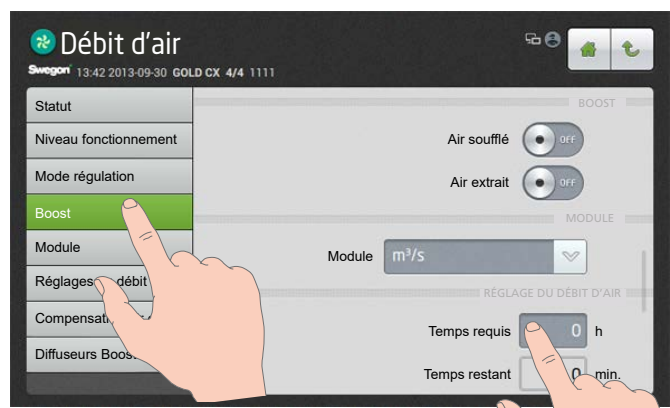 Débit d'air
Swegon 13:42 2013-09-30 GOLD CX 4/4 1111
Statut
Niveau fonctionnement
Mode régulation
Boost
Module
Réglages débit
Diffuseurs
BOOST
Air soufflé OFF
Air extrait OFF
MODULE
Module m³/s
RÉGLAGE DU DÉBIT D'AIR
Temps requis 0 h
Temps restant 0 min.